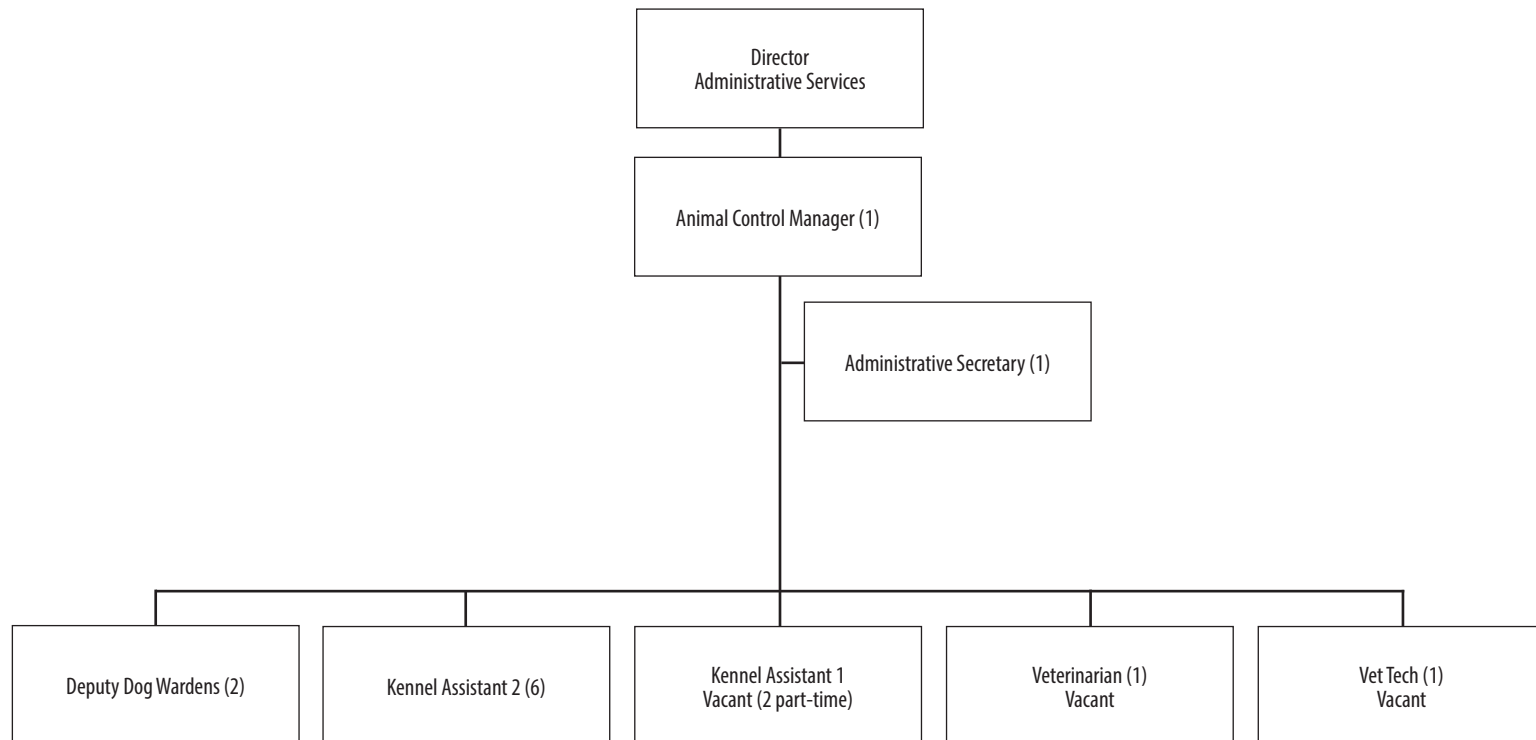 Director
Administrative Services
Animal Control Manager (1)
Administrative Secretary (1)
Deputy Dog Wardens (2)
Kennel Assistant 2 (6)
Kennel Assistant 1
Vacant (2 part-time)
Veterinarian (1)
Vacant
Vet Tech (1)
Vacant